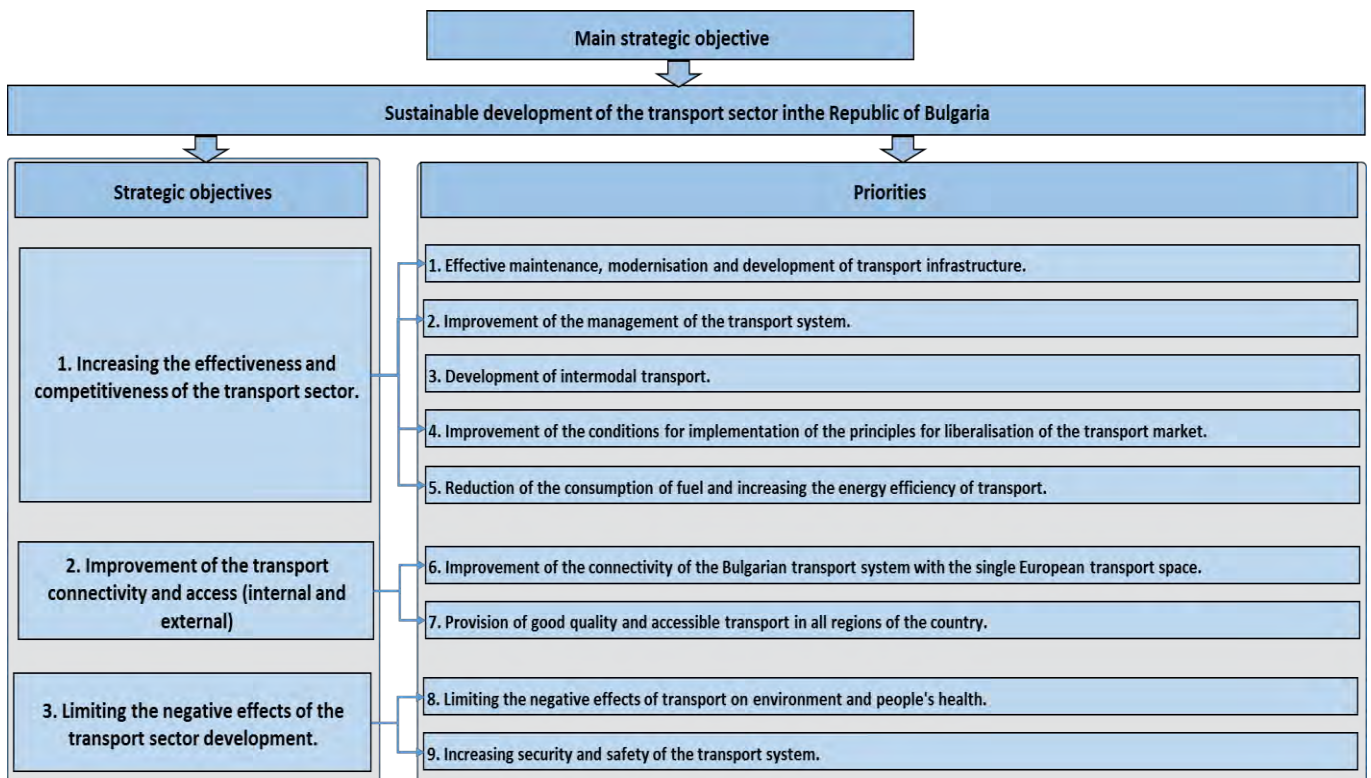 Main strategic objective
Sustainable development of the transport sector inthe Republic of Bulgaria
Strategic objectives
Priorities
1. Increasing the effectiveness and
competitiveness of the transport sector.
1. Effective maintenance, modernisation and development of transport infrastructure.
2. Improvement of the management of the transport system.
3. Development of intermodal transport.
4. Improvement of the conditions for implementation of the principles for liberalisation of the transport market.
5. Reduction of the consumption of fuel and increasing the energy efficiency of transport.
2. Improvement of the transport
connectivity and access (internal and
external)
6. Improvement of the connectivity of the Bulgarian transport system with the single European transport space.
7. Provision of good quality and accessible transport in all regions of the country.
3. Limiting the negative effects of the
transport sector development.
8. Limiting the negative effects of transport on environment and people's health.
9. Increasing security and safety of the transport system.